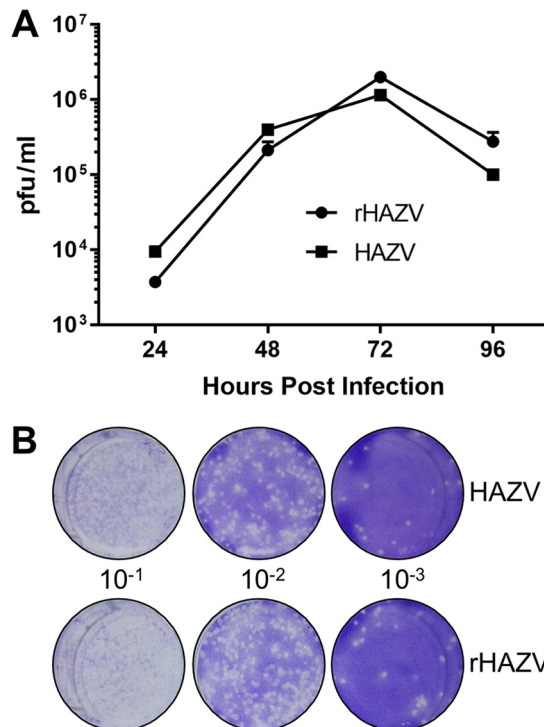 A
10⁷
10⁶
10⁵
10⁴
10³
pfu/ml
rHAZV
HAZV
24 48 72 96
Hours Post Infection
B
HAZV
10⁻¹ 10⁻² 10⁻³
rHAZV